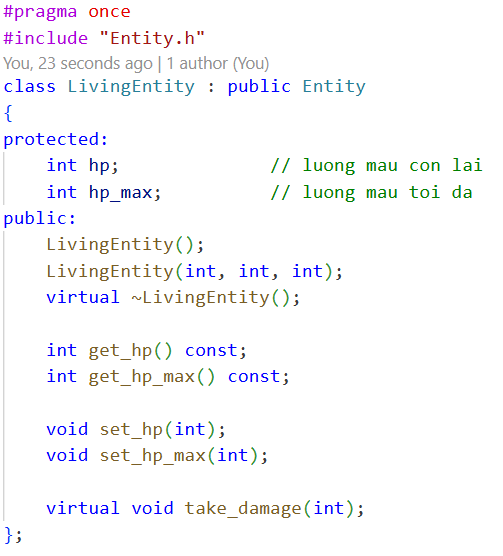 #pragma once
#include "Entity.h"
You, 23 seconds ago | 1 author (You)
class LivingEntity : public Entity
{
protected:
    int hp;              // luong mau con lai
    int hp_max;          // luong mau toi da
public:
    LivingEntity();
    LivingEntity(int, int, int);
    virtual ~LivingEntity();

    int get_hp() const;
    int get_hp_max() const;

    void set_hp(int);
    void set_hp_max(int);

    virtual void take_damage(int);
};